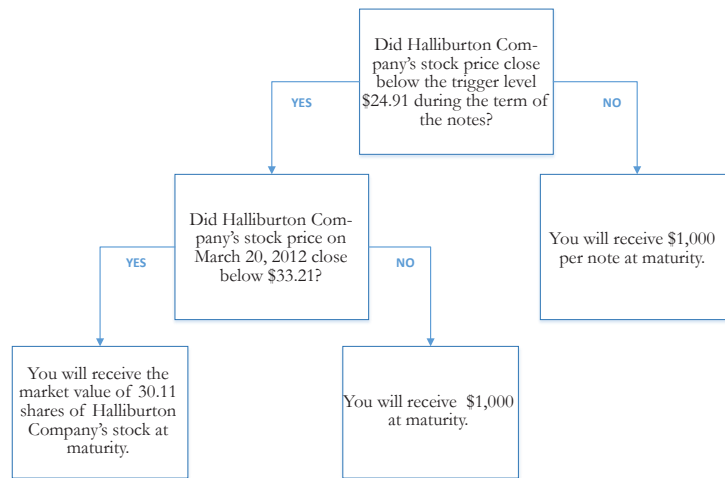 Did Halliburton Com-
pany's stock price close
below the trigger level
$24.91 during the term of
the notes?
YES
NO
Did Halliburton Com-
pany's stock price on
March 20, 2012 close
below $33.21?
You will receive $1,000
per note at maturity.
YES
NO
You will receive the
market value of 30.11
shares of Halliburton
Company's stock at
maturity.
You will receive $1,000
at maturity.